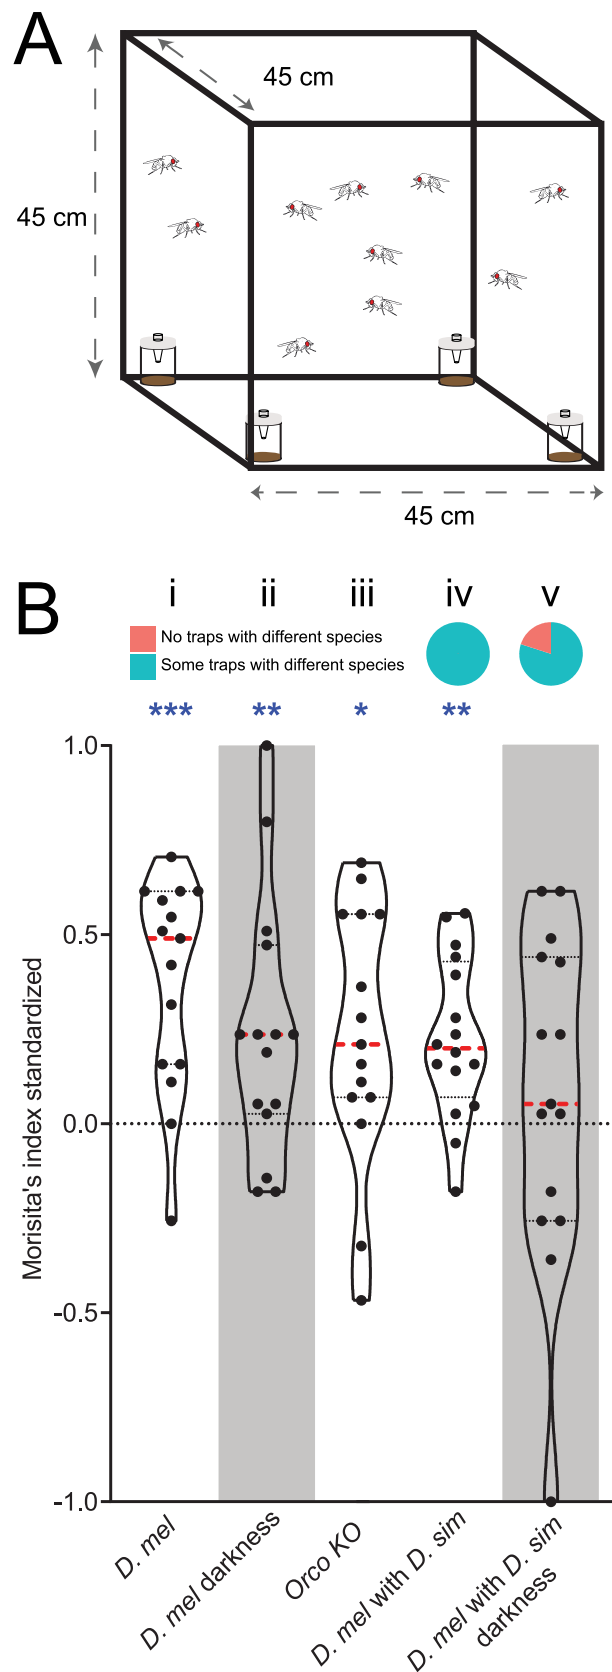 A
45 cm
45 cm
45 cm
B
i ii iii iv v
No traps with different species
Some traps with different species
*** ** * **
Morisita's index standardized
1.0
0.5
0.0
-0.5
-1.0
D. mel
D. mel darkness
Orco KO
D. mel with D. sim
D. mel with D. sim
darkness